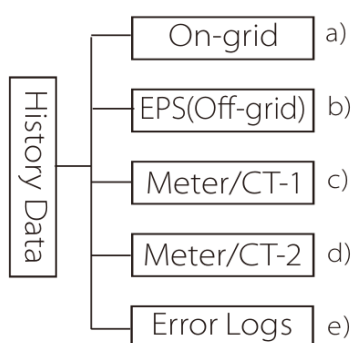 History Data
On-grid a)
EPS(Off-grid) b)
Meter/CT-1 c)
Meter/CT-2 d)
Error Logs e)